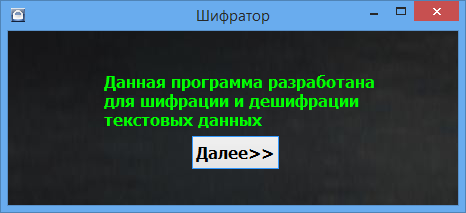 Шифратор
Данная программа разработана
для шифрации и дешифрации
текстовых данных
Далее>>